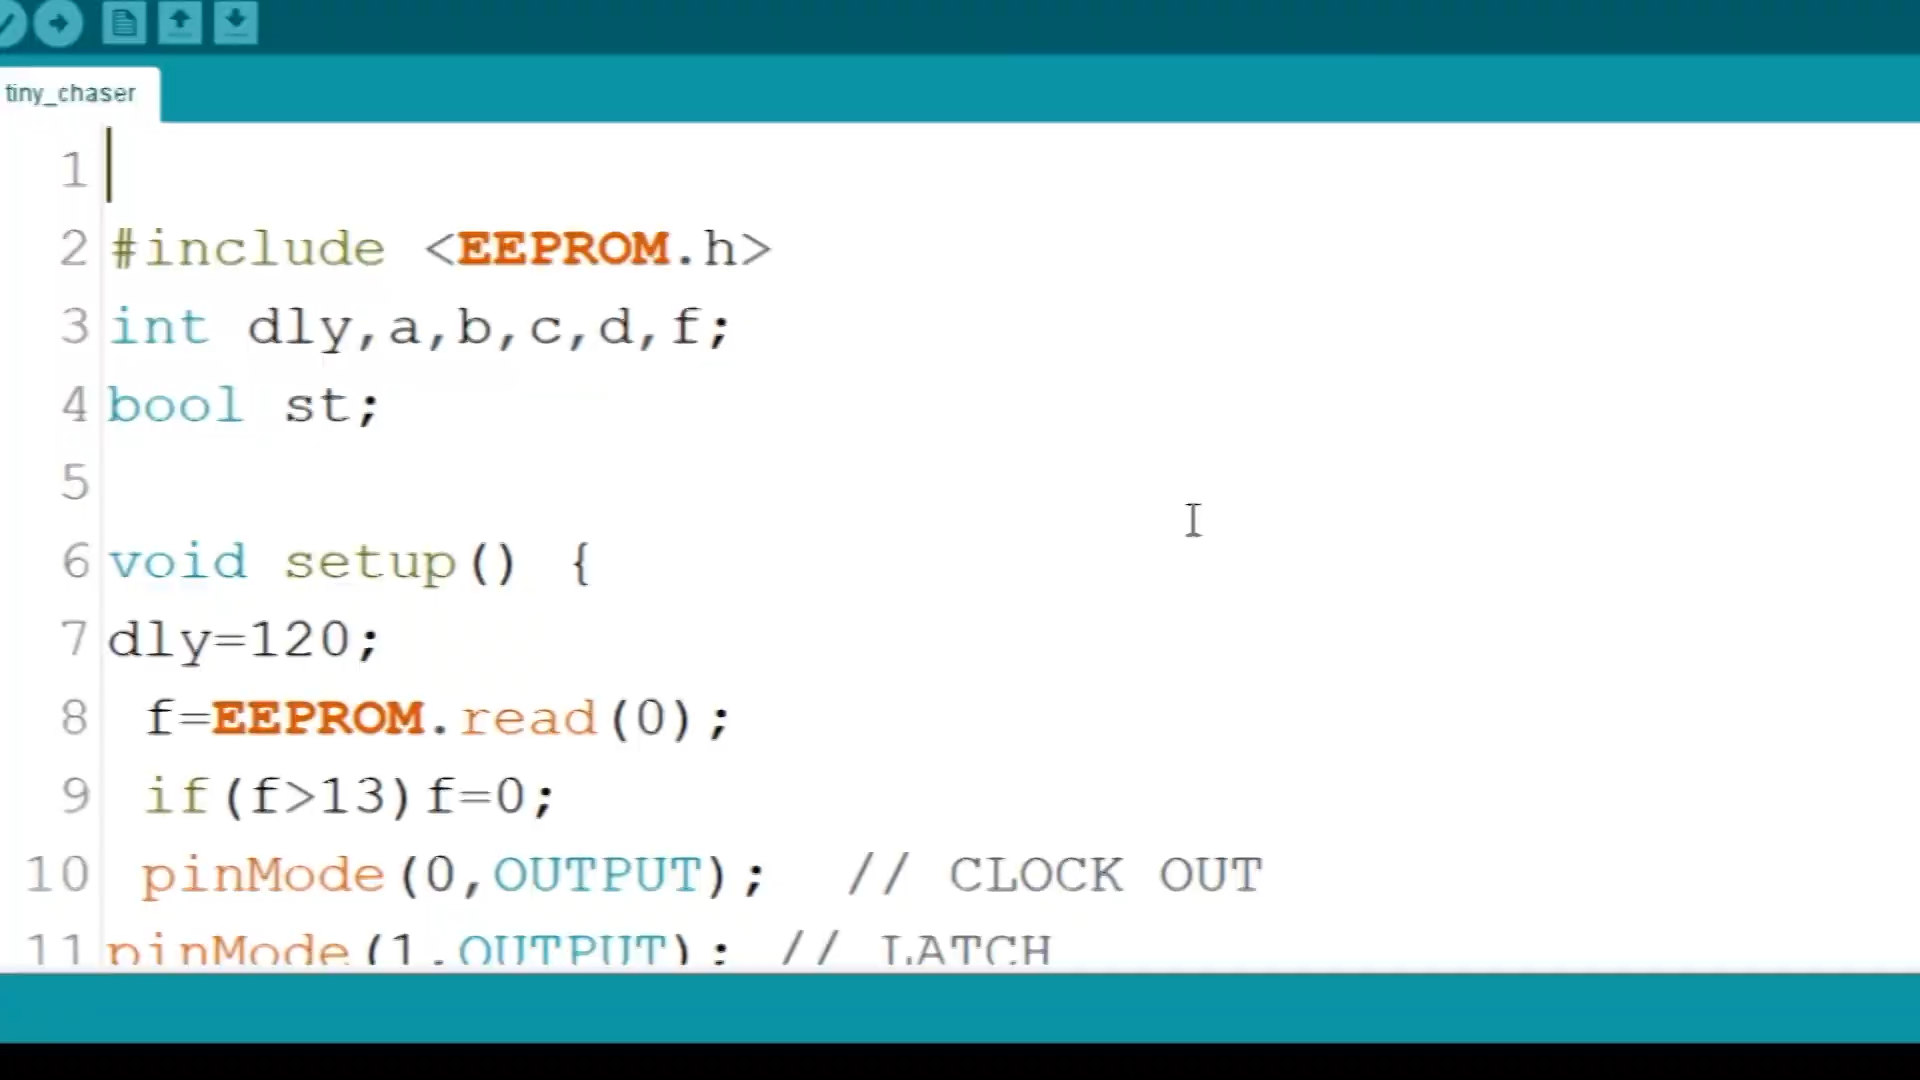 tiny_chaser
1
2 #include <EEPROM.h>
3 int dly,a,b,c,d,f;
4 bool st;
5
6 void setup() {
7 dly=120;
8 f=EEPROM.read(0);
9 if(f>13)f=0;
10 pinMode(0,OUTPUT); // CLOCK OUT
11 pinMode(1,OUTPUT); // LATCH